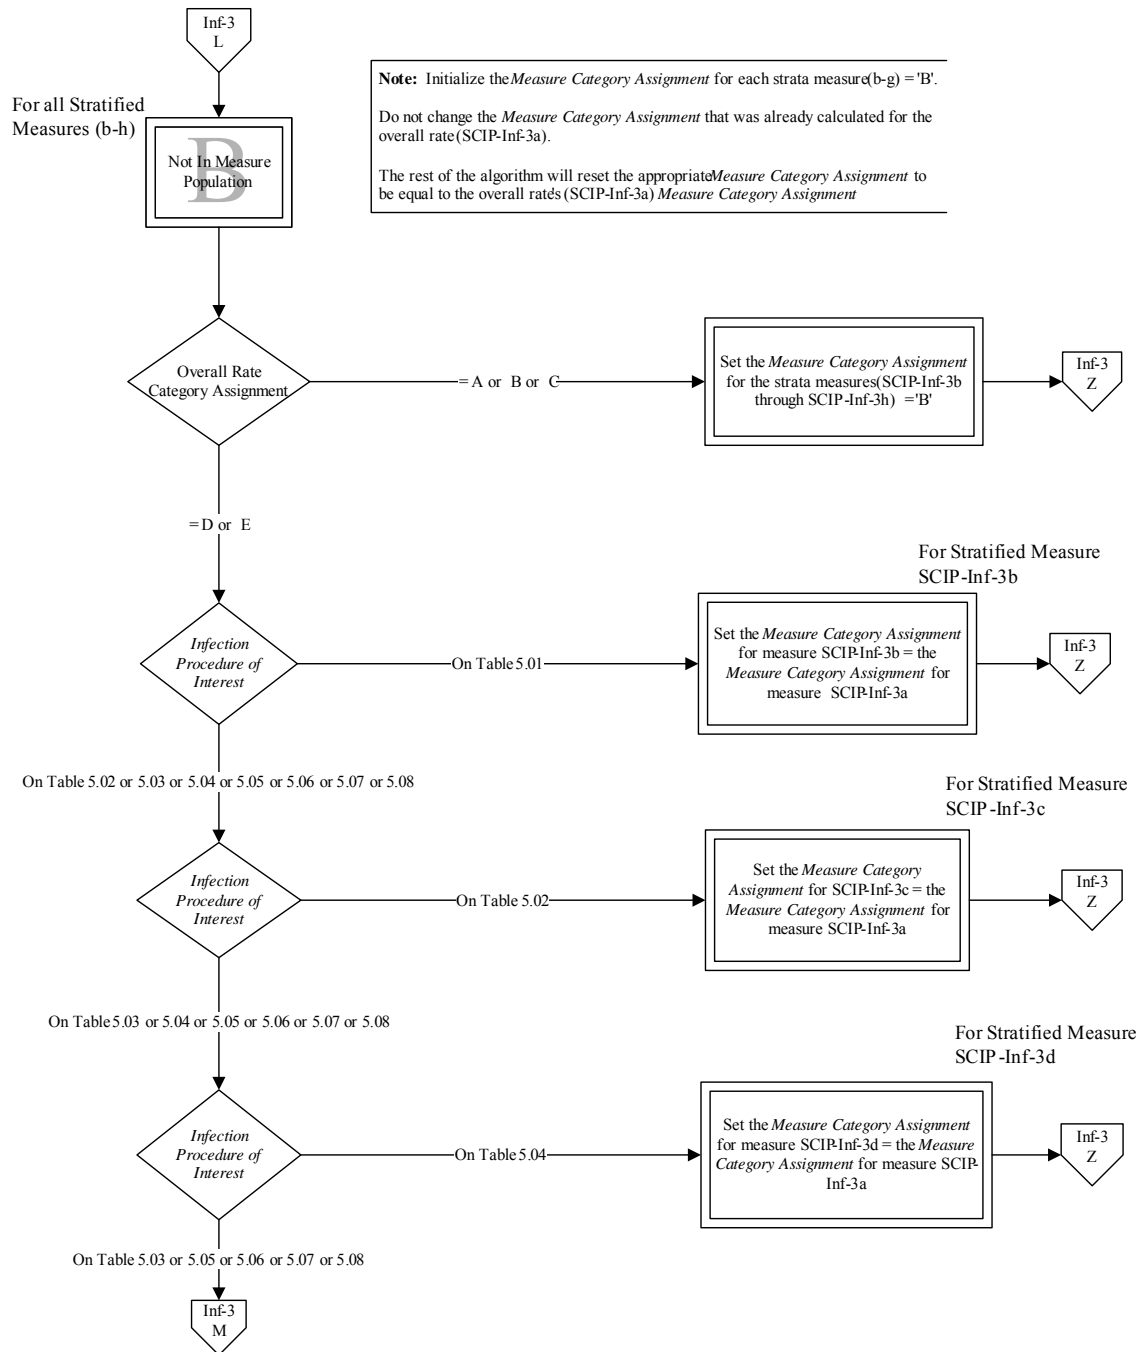 Inf-3
L
For all Stratified
Measures (b-h)
B
Not In Measure
Population
Note: Initialize the Measure Category Assignment for each strata measure(b-g) = 'B'.
Do not change the Measure Category Assignment that was already calculated for the
overall rate(SCIP-Inf-3a).
The rest of the algorithm will reset the appropriate Measure Category Assignment to
be equal to the overall rate's (SCIP-Inf-3a) Measure Category Assignment
Overall Rate
Category Assignment
= A or B or C
Set the Measure Category Assignment
for the strata measures(SCIP-Inf-3b
through SCIP-Inf-3h) ='B'
Inf-3
Z
=D or E
For Stratified Measure
SCIP-Inf-3b
Infection
Procedure of
Interest
On Table 5.01
Set the Measure Category Assignment
for measure SCIP-Inf-3b = the
Measure Category Assignment for
measure SCIP-Inf-3a
Inf-3
Z
On Table 5.02 or 5.03 or 5.04 or 5.05 or 5.06 or 5.07 or 5.08
For Stratified Measure
SCIP-Inf-3c
Infection
Procedure of
Interest
On Table 5.02
Set the Measure Category
Assignment for SCIP-Inf-3c = the
Measure Category Assignment for
measure SCIP-Inf-3a
Inf-3
Z
On Table 5.03 or 5.04 or 5.05 or 5.06 or 5.07 or 5.08
For Stratified Measure
SCIP-Inf-3d
Infection
Procedure of
Interest
On Table 5.04
Set the Measure Category Assignment
for measure SCIP-Inf-3d = the Measure
Category Assignment for measure SCIP-
Inf-3a
Inf-3
Z
On Table 5.03 or 5.05 or 5.06 or 5.07 or 5.08
Inf-3
M